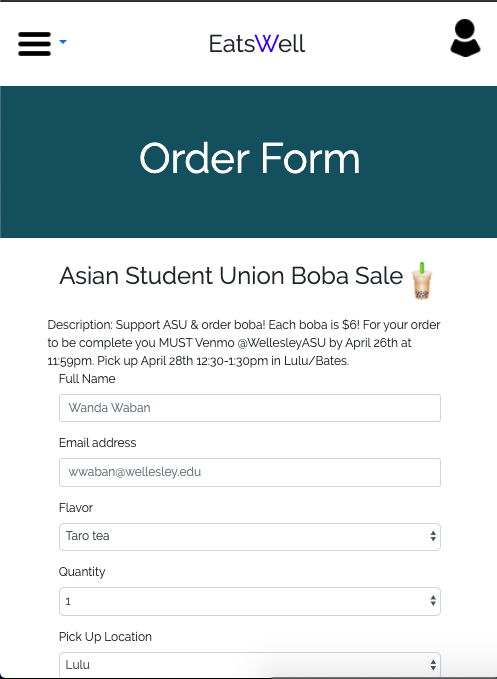 EatsWell
Order Form
Asian Student Union Boba Sale
Description: Support ASU & order boba! Each boba is $6! For your order
to be complete you MUST Venmo @WellesleyASU by April 26th at
11:59pm. Pick up April 28th 12:30-1:30pm in Lulu/Bates.
Full Name
Wanda Waban
Email address
wwaban@wellesley.edu
Flavor
Taro tea
Quantity
1
Pick Up Location
Lulu